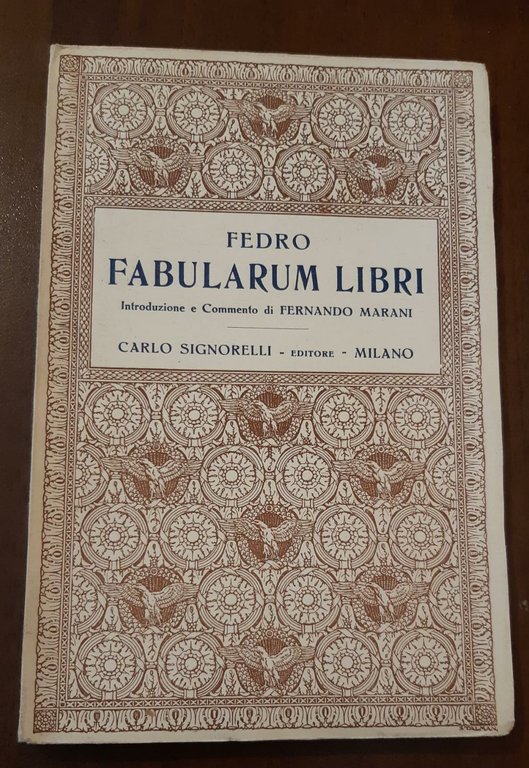 FEDRO
FABULARUM LIBRI
Introduzione e Commento di FERNANDO MARANI
CARLO SIGNORELLI - EDITORE - MILANO